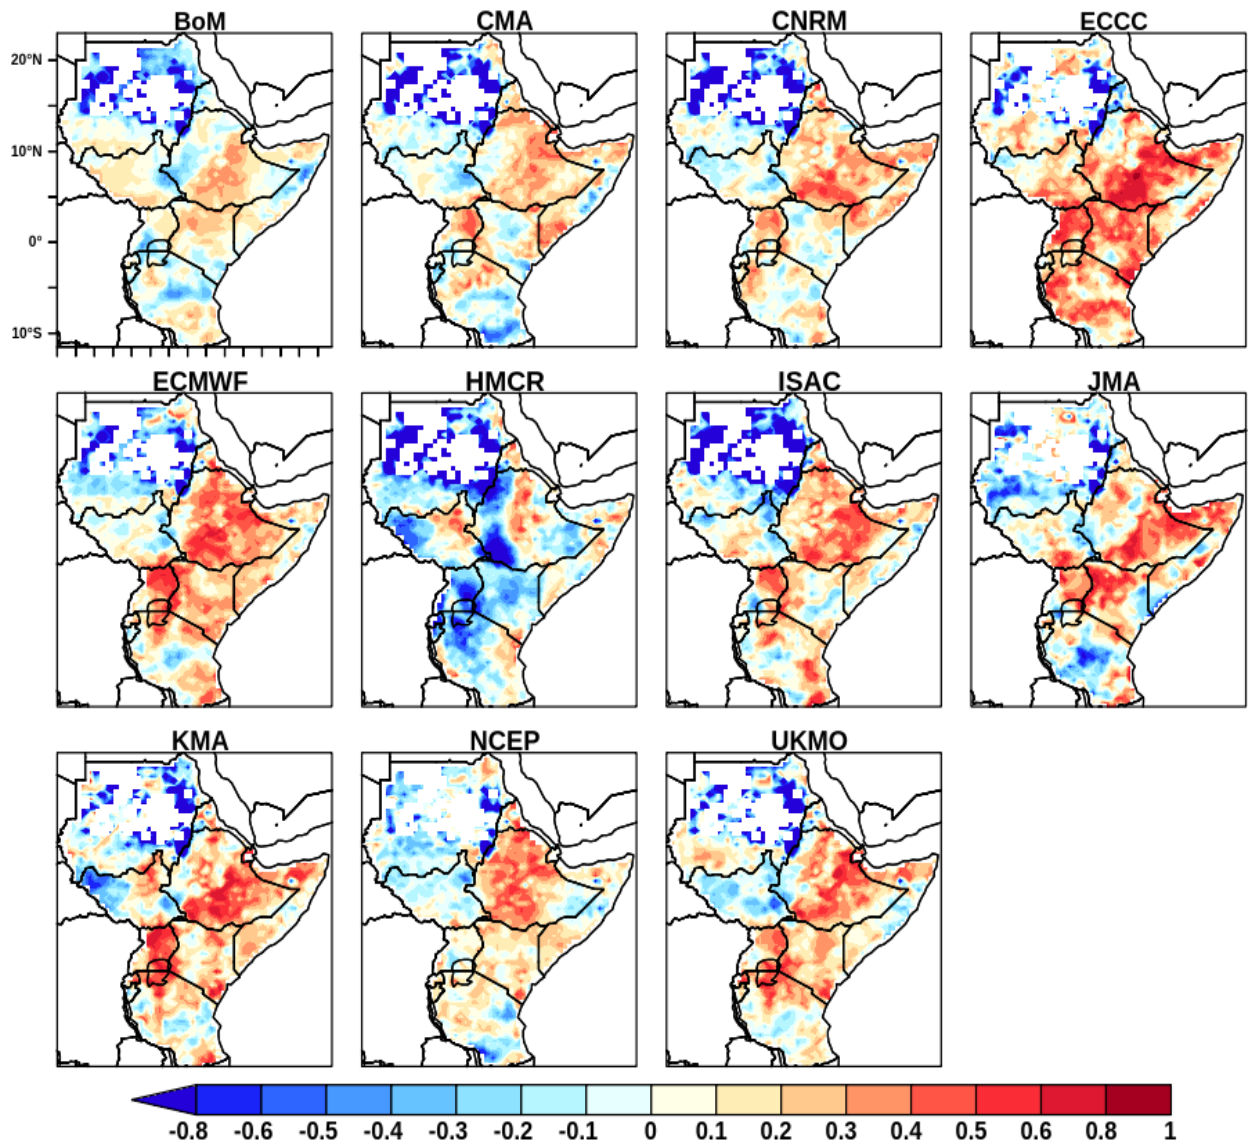 BoM CMA CNRM ECCC
20°N
10°N
0°
10°S
ECMWF HMCR ISAC JMA
KMA NCEP UKMO
-0.8 -0.6 -0.5 -0.4 -0.3 -0.2 -0.1 0 0.1 0.2 0.3 0.4 0.5 0.6 0.8 1